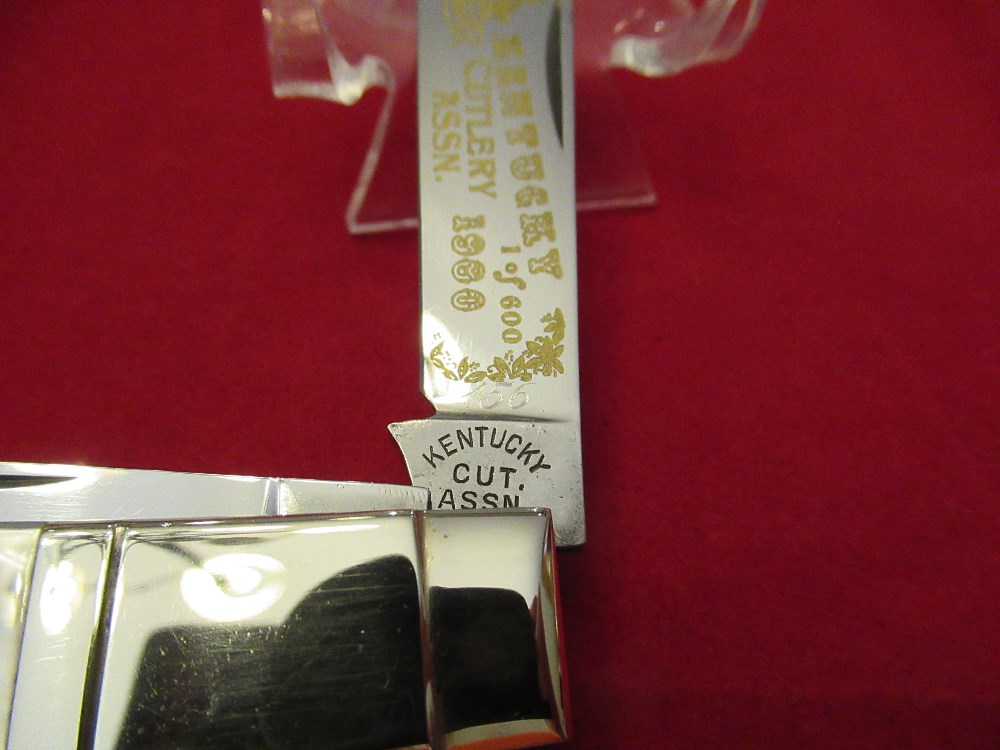 KENTUCKY
1 of 600
CUTLERY
1980
ASSN.
KENTUCKY
CUT.
ASSN.